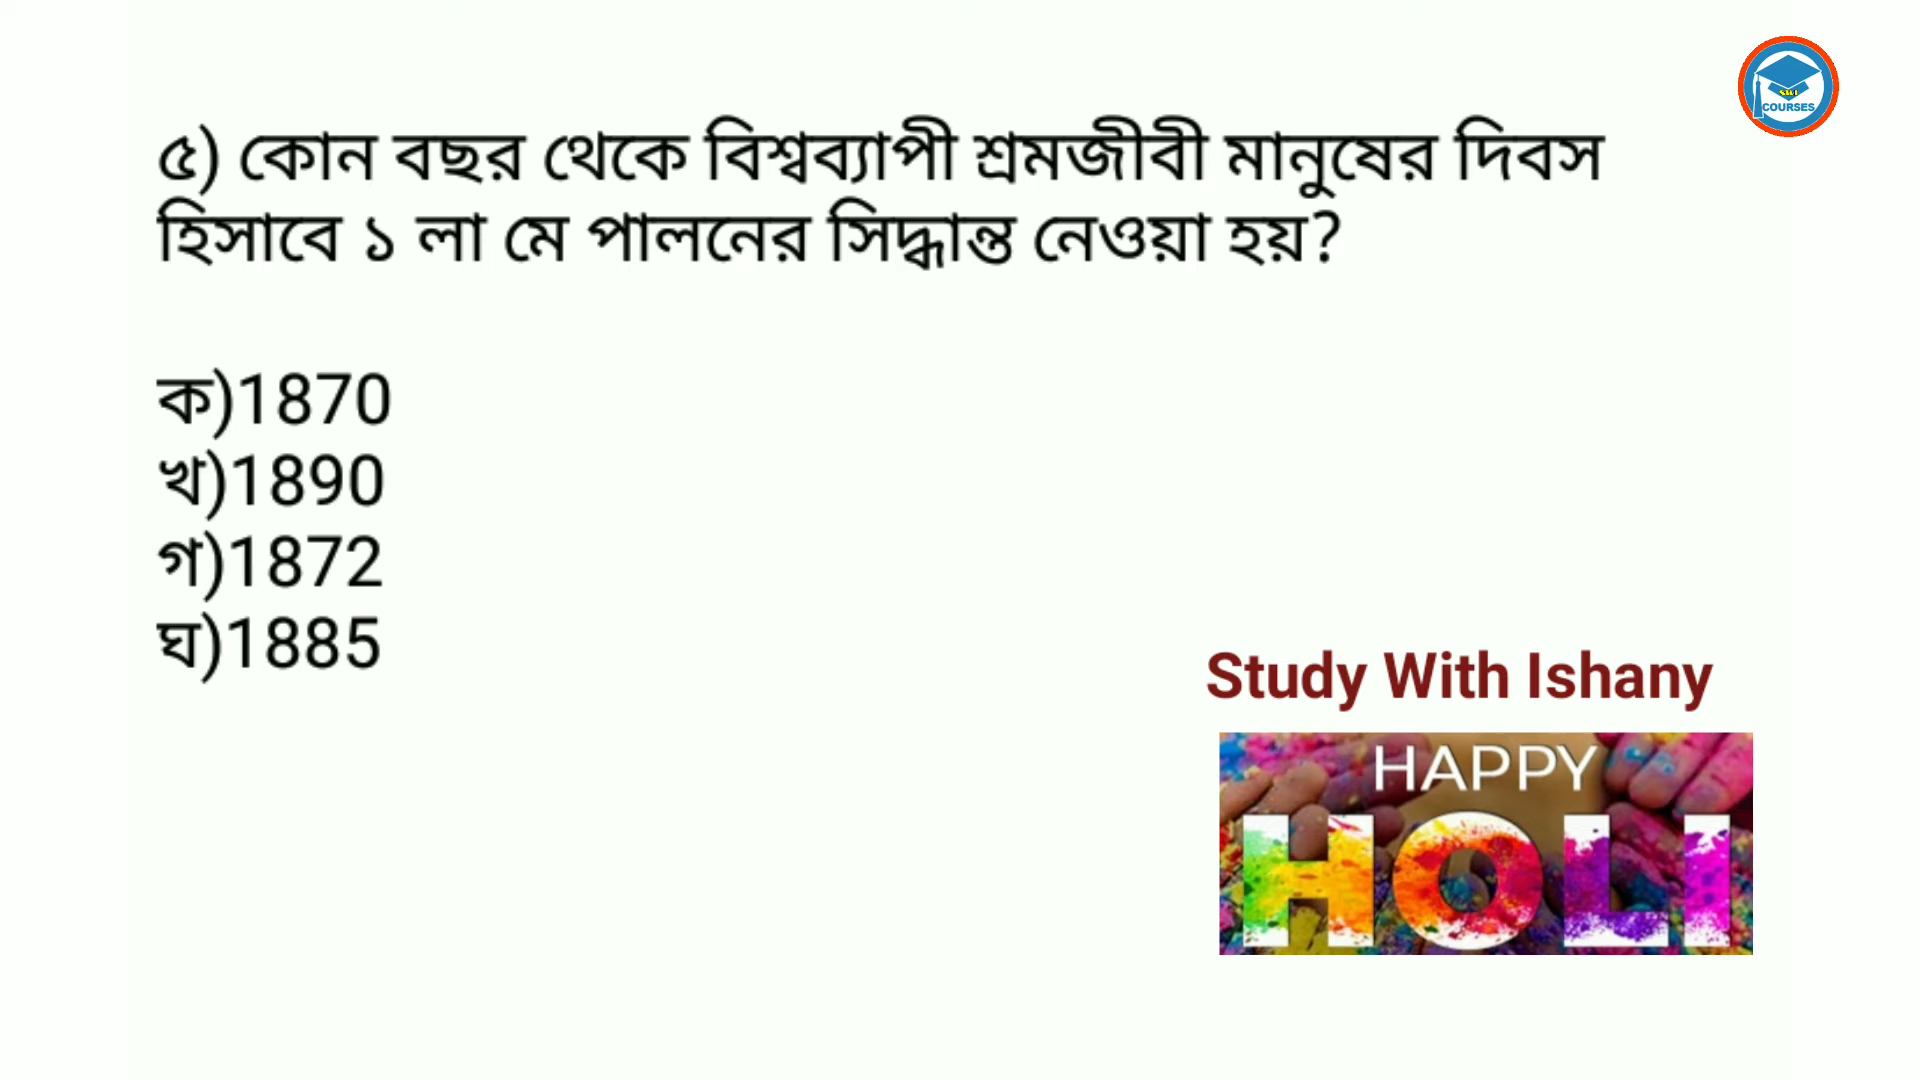 ৫) কোন বছর থেকে বিশ্বব্যাপী শ্রমজীবী মানুষের দিবস
হিসাবে ১ লা মে পালনের সিদ্ধান্ত নেওয়া হয়?
ক)1870
খ)1890
গ)1872
ঘ)1885
Study With Ishany
HAPPY
HOLI
SWI
COURSES